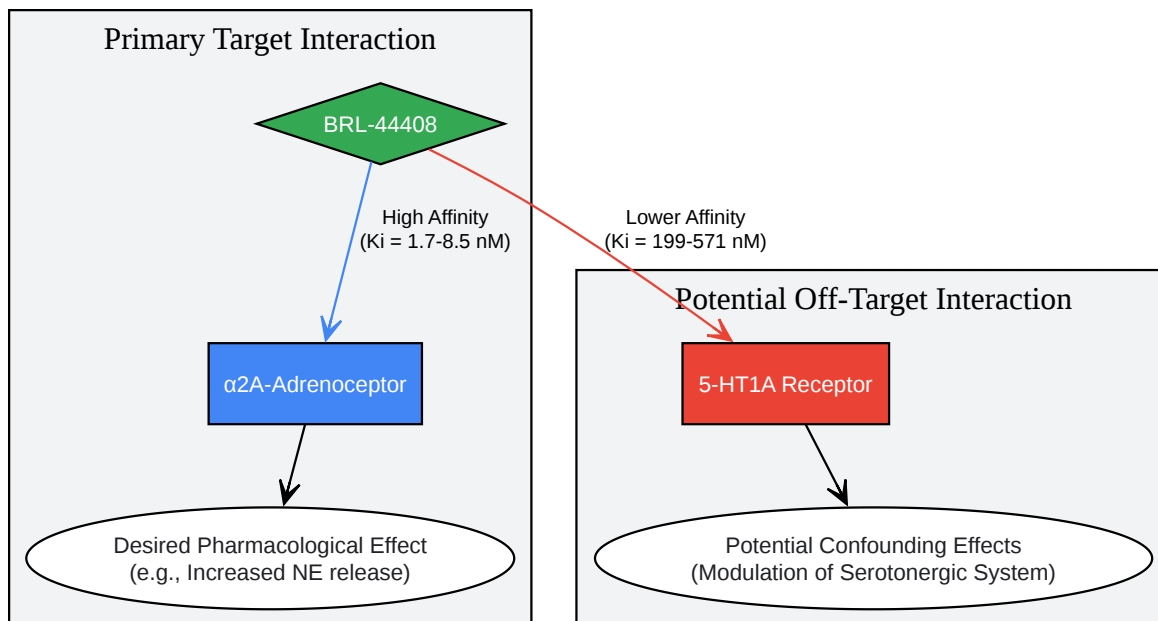 Primary Target Interaction
BRL-44408
High Affinity
(Ki = 1.7-8.5 nM)
Lower Affinity
(Ki = 199-571 nM)
Potential Off-Target Interaction
α2A-Adrenoceptor
5-HT1A Receptor
Desired Pharmacological Effect
(e.g., Increased NE release)
Potential Confounding Effects
(Modulation of Serotonergic System)